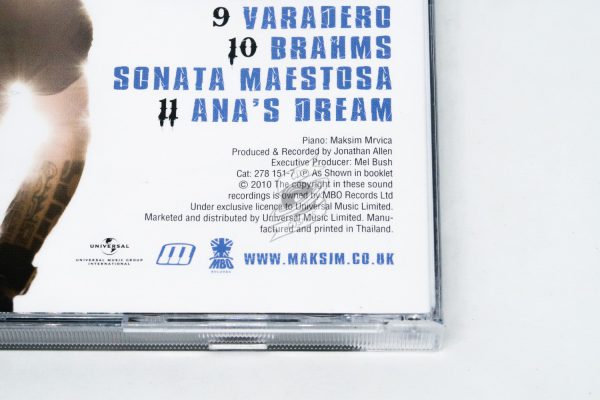 9 VARADERO
10 BRAHMS
SONATA MAESTOSA
11 ANA'S DREAM
Piano: Maksim Mrvica
Produced & Recorded by Jonathan Allen
Executive Producer: Mel Bush
Cat: 278 151-7 ℗ As Shown in booklet
© 2010 The copyright in these sound
recordings is owned by MBO Records Ltd
Under exclusive licence to Universal Music Limited.
Marketed and distributed by Universal Music Limited. Manu-
factured and printed in Thailand.
UNIVERSAL
UNIVERSAL MUSIC GROUP
INTERNATIONAL
m
MBO
RECORDS
WWW.MAKSIM.CO.UK